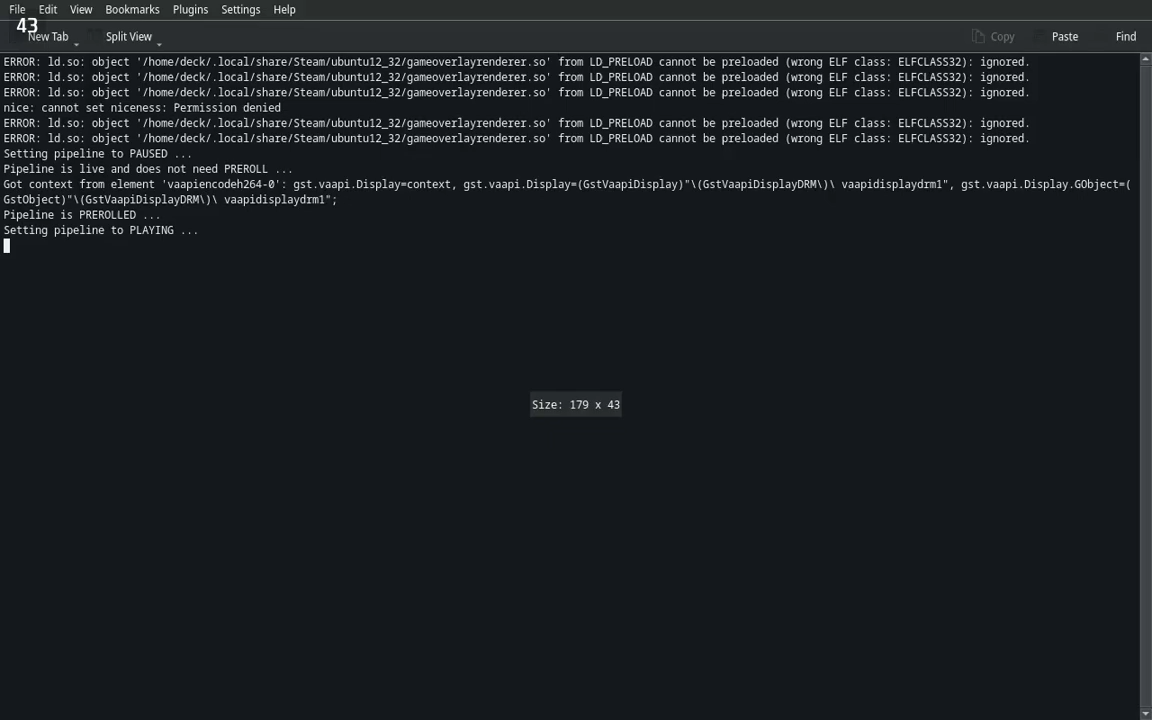 File Edit View Bookmarks Plugins Settings Help
43
New Tab Split View Copy Paste Find
ERROR: ld.so: object '/home/deck/.local/share/Steam/ubuntu12_32/gameoverlayrenderer.so' from LD_PRELOAD cannot be preloaded (wrong ELF class: ELFCLASS32): ignored.
ERROR: ld.so: object '/home/deck/.local/share/Steam/ubuntu12_32/gameoverlayrenderer.so' from LD_PRELOAD cannot be preloaded (wrong ELF class: ELFCLASS32): ignored.
ERROR: ld.so: object '/home/deck/.local/share/Steam/ubuntu12_32/gameoverlayrenderer.so' from LD_PRELOAD cannot be preloaded (wrong ELF class: ELFCLASS32): ignored.
nice: cannot set niceness: Permission denied
ERROR: ld.so: object '/home/deck/.local/share/Steam/ubuntu12_32/gameoverlayrenderer.so' from LD_PRELOAD cannot be preloaded (wrong ELF class: ELFCLASS32): ignored.
ERROR: ld.so: object '/home/deck/.local/share/Steam/ubuntu12_32/gameoverlayrenderer.so' from LD_PRELOAD cannot be preloaded (wrong ELF class: ELFCLASS32): ignored.
Setting pipeline to PAUSED ...
Pipeline is live and does not need PREROLL ...
Got context from element 'vaapiencodeh264-0': gst.vaapi.Display=context, gst.vaapi.Display=(GstVaapiDisplay)"\(GstVaapiDisplayDRM\)\ vaapidisplaydrm1", gst.vaapi.Display.GObject=(
GstObject)"\(GstVaapiDisplayDRM\)\ vaapidisplaydrm1";
Pipeline is PREROLLED ...
Setting pipeline to PLAYING ...
Size: 179 x 43